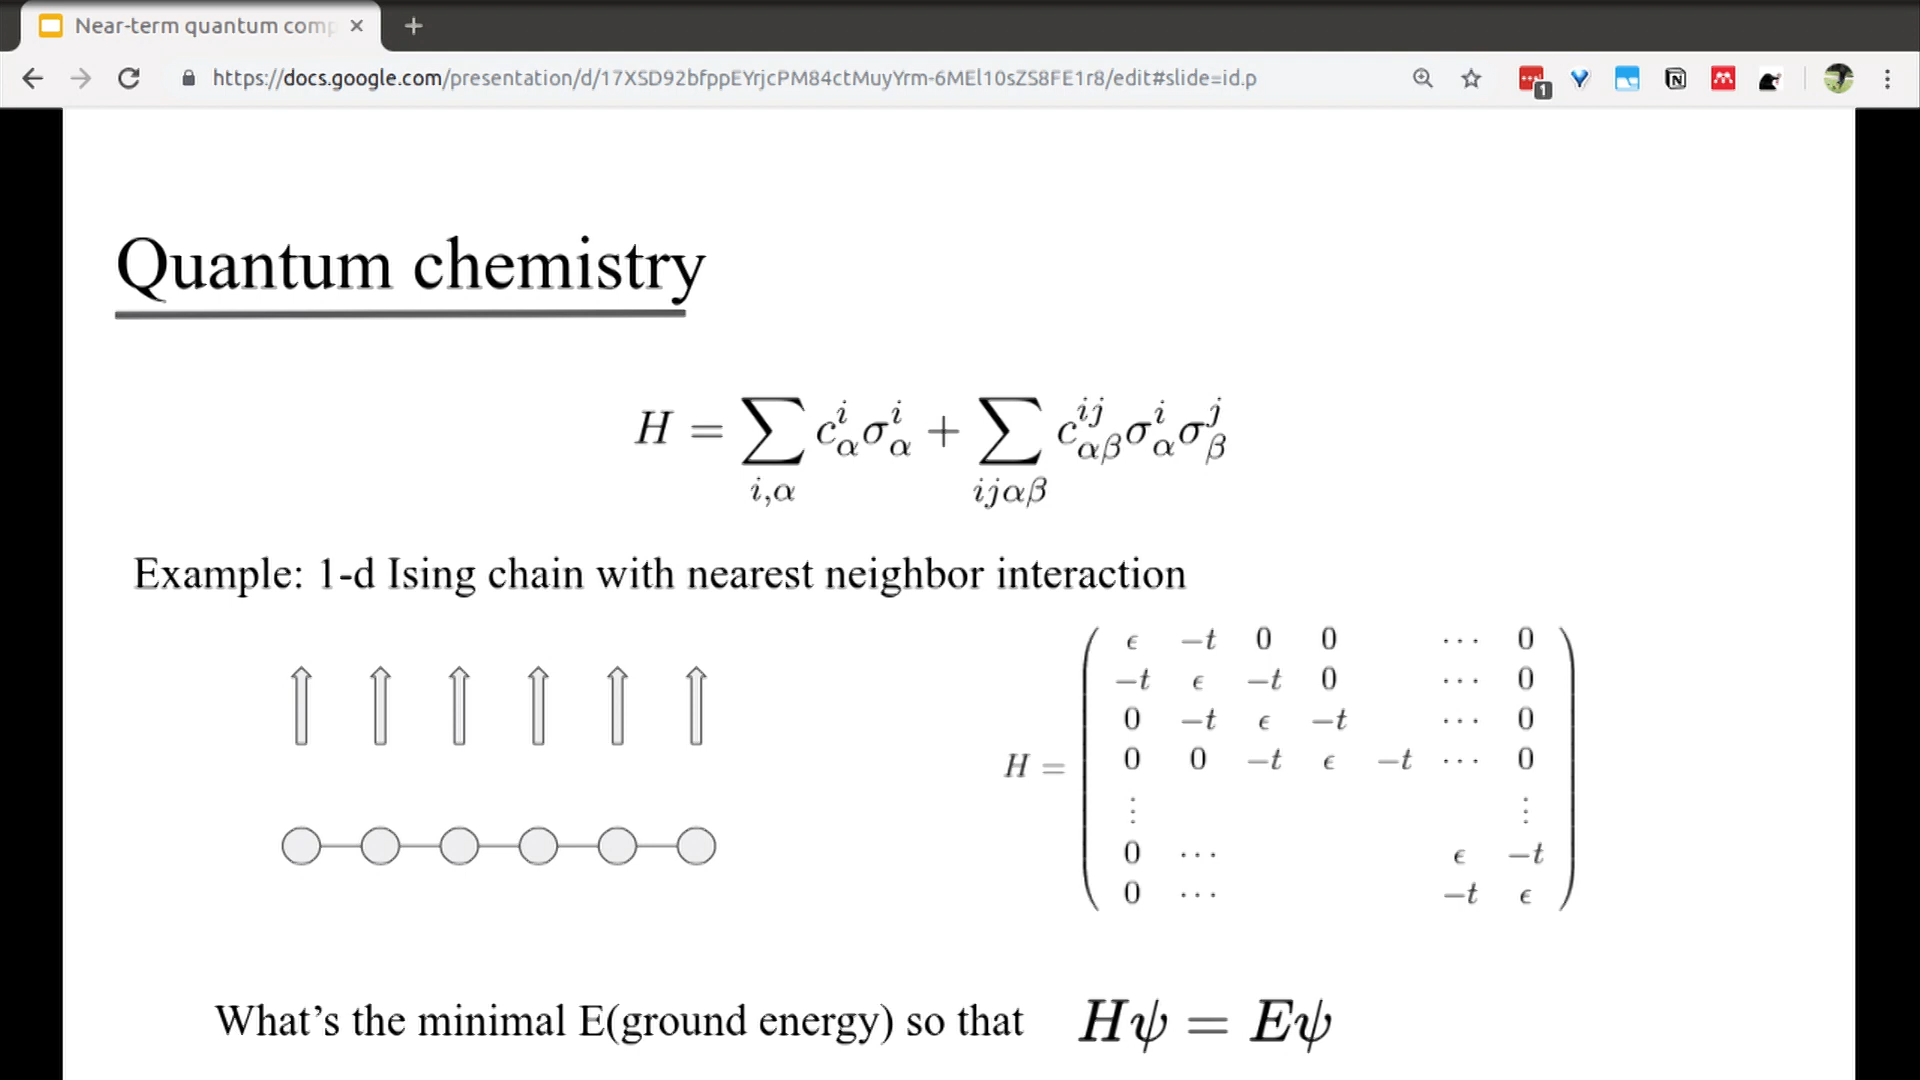 Near-term quantum comp
https://docs.google.com/presentation/d/17XSD92bfppEYrjcPM84ctMuyYrm-6MEl10sZS8FE1r8/edit#slide=id.p
1
Quantum chemistry
H = ∑_{i,α} c^i_α σ^i_α + ∑_{ijαβ} c^{ij}_{αβ} σ^i_α σ^j_β
Example: 1-d Ising chain with nearest neighbor interaction
H =
ϵ −t 0 0 ⋯ 0
−t ϵ −t 0 ⋯ 0
0 −t ϵ −t ⋯ 0
0 0 −t ϵ −t ⋯ 0
⋮ ⋮
0 ⋯ ϵ −t
0 ⋯ −t ϵ
What’s the minimal E(ground energy) so that Hψ = Eψ